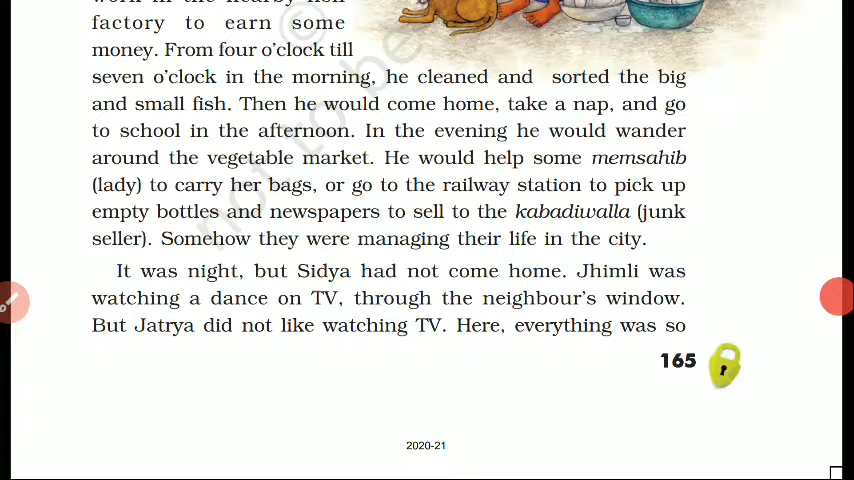 factory to earn some
money. From four o'clock till
seven o'clock in the morning, he cleaned and sorted the big
and small fish. Then he would come home, take a nap, and go
to school in the afternoon. In the evening he would wander
around the vegetable market. He would help some memsahib
(lady) to carry her bags, or go to the railway station to pick up
empty bottles and newspapers to sell to the kabadiwalla (junk
seller). Somehow they were managing their life in the city.
It was night, but Sidya had not come home. Jhimli was
watching a dance on TV, through the neighbour's window.
But Jatrya did not like watching TV. Here, everything was so
165
2020-21
not to be